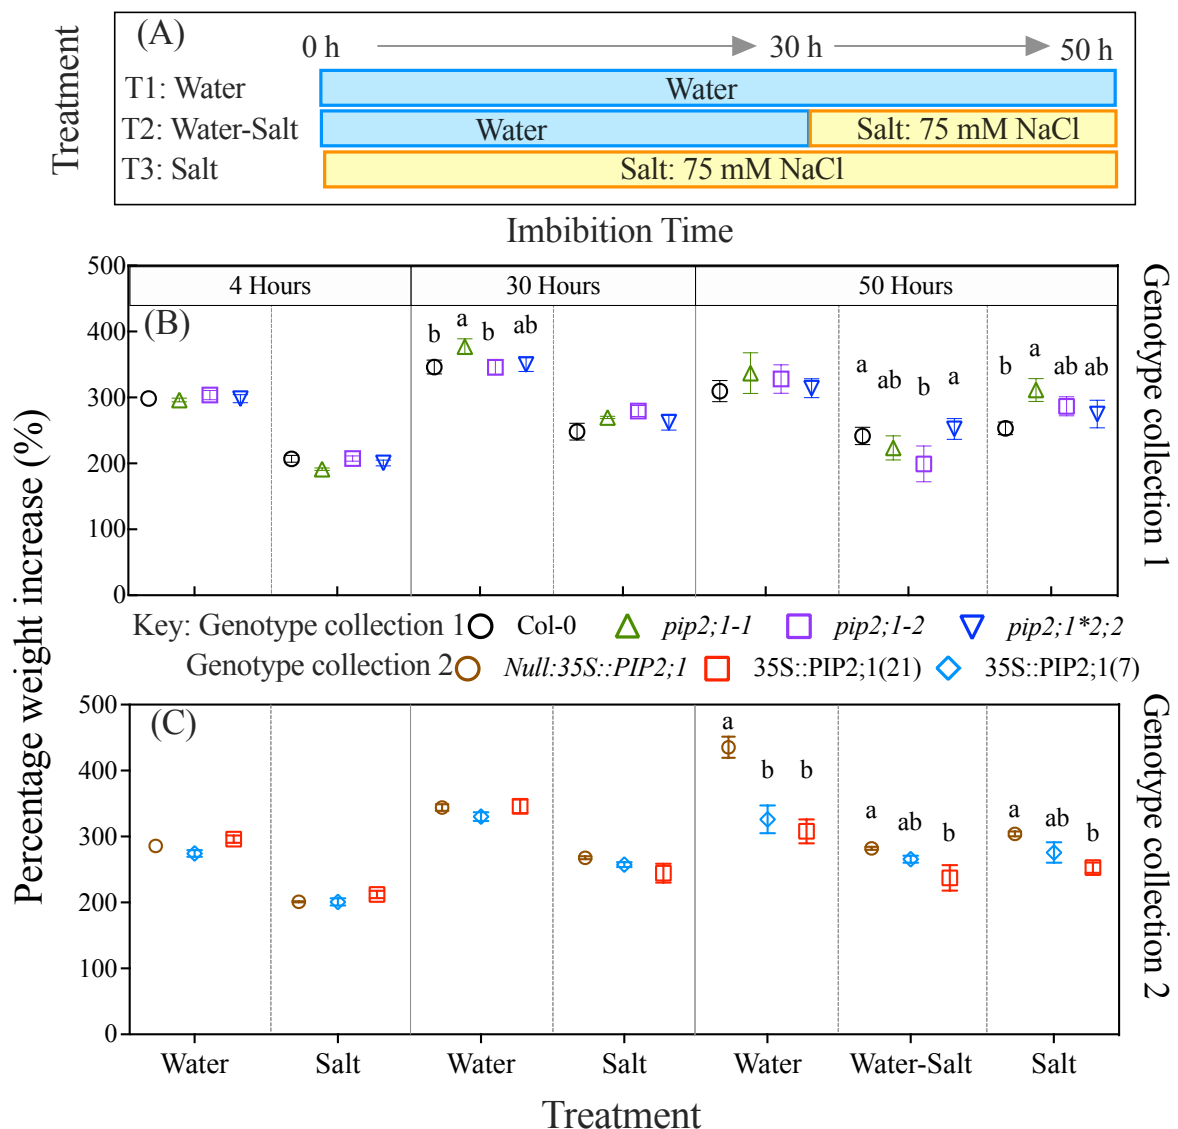 Treatment
(A)
0 h
30 h
50 h
T1: Water
Water
T2: Water-Salt
Water
Salt: 75 mM NaCl
T3: Salt
Salt: 75 mM NaCl
Imbibition Time
Percentage weight increase (%)
Genotype collection 1
500
400
300
200
100
0
4 Hours
30 Hours
50 Hours
(B)
b
a
b
ab
a
ab
b
a
b
a
ab
ab
Key: Genotype collection 1
Col-0
pip2;1-1
pip2;1-2
pip2;1*2;2
Genotype collection 2
Null:35S::PIP2;1
35S::PIP2;1(21)
35S::PIP2;1(7)
Genotype collection 2
500
400
300
200
100
0
(C)
a
b
b
a
ab
b
a
ab
b
Water
Salt
Water
Salt
Water
Water-Salt
Salt
Treatment